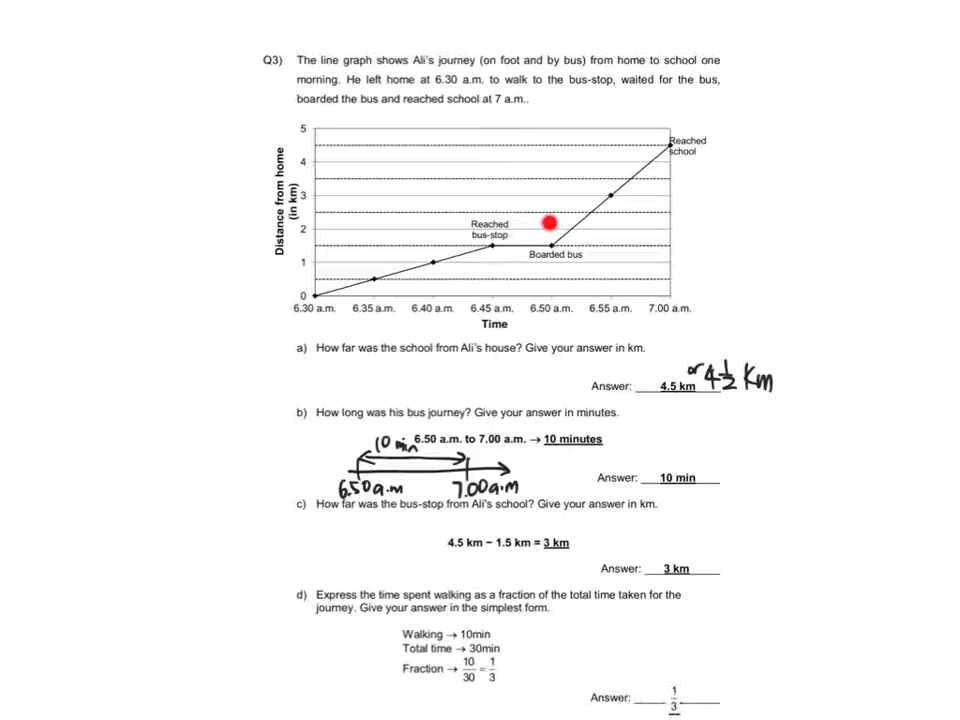 Q3) The line graph shows Ali's journey (on foot and by bus) from home to school one
morning. He left home at 6.30 a.m. to walk to the bus-stop, waited for the bus,
boarded the bus and reached school at 7 a.m..
5
4
3
2
1
0
Distance from home
(in km)
Reached
school
Reached
bus-stop
Boarded bus
6.30 a.m. 6.35 a.m. 6.40 a.m. 6.45 a.m. 6.50 a.m. 6.55 a.m. 7.00 a.m.
Time
a) How far was the school from Ali's house? Give your answer in km.
Answer: 4.5 km or 4 1/2 km
b) How long was his bus journey? Give your answer in minutes.
6.50 a.m. to 7.00 a.m. → 10 minutes
10 min
6.50a.m 7.00a.m
Answer: 10 min
c) How far was the bus-stop from Ali's school? Give your answer in km.
4.5 km − 1.5 km = 3 km
Answer: 3 km
d) Express the time spent walking as a fraction of the total time taken for the
journey. Give your answer in the simplest form.
Walking → 10min
Total time → 30min
Fraction → 10/30 = 1/3
Answer: 1/3